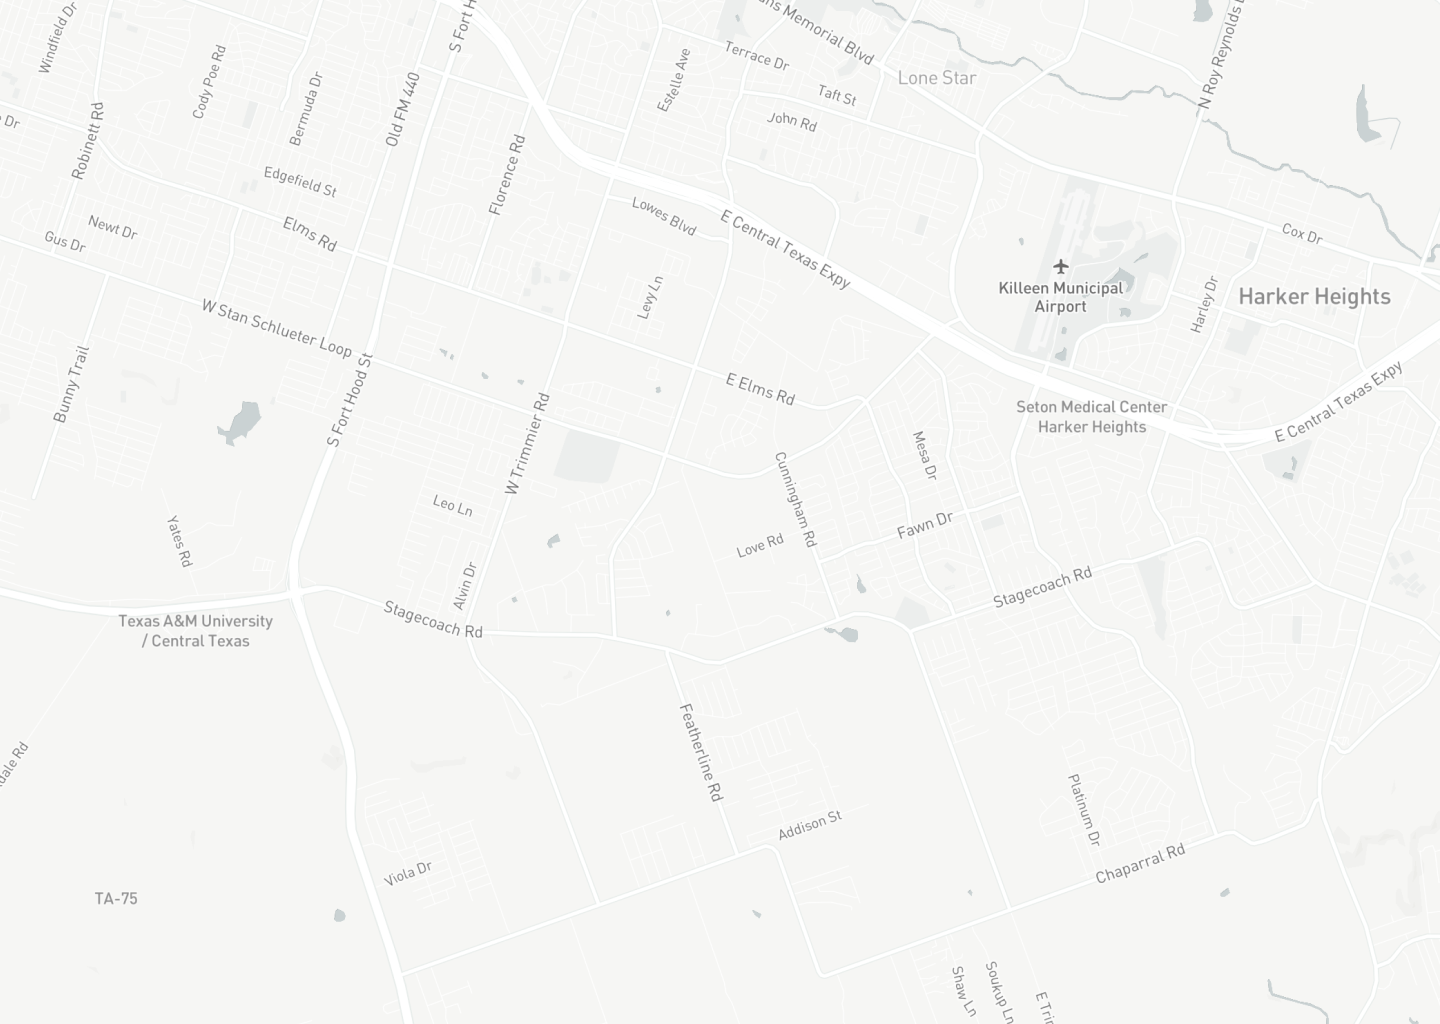 Windfield Dr
S Fort H
ns Memorial Blvd
N Roy Reynolds
Cody Poe Rd
Bermuda Dr
Old FM 440
Estelle Ave
Terrace Dr
Lone Star
Taft St
John Rd
Dr
Robinett Rd
Florence Rd
Edgefield St
Newt Dr
Gus Dr
Elms Rd
Lowes Blvd
E Central Texas Expy
Cox Dr
Killeen Municipal
Airport
Harley Dr
Harker Heights
Levy Ln
W Stan Schlueter Loop
Bunny Trail
S Fort Hood St
E Elms Rd
W Trimmier Rd
Seton Medical Center
Harker Heights
E Central Texas Expy
Mesa Dr
Cunningham Rd
Leo Ln
Yates Rd
Fawn Dr
Love Rd
Alvin Dr
Stagecoach Rd
Stagecoach Rd
Texas A&M University
/ Central Texas
dale Rd
Featherline Rd
Platinum Dr
Addison St
Chaparral Rd
Viola Dr
TA-75
Shaw Ln
Soukup Ln
E Tri